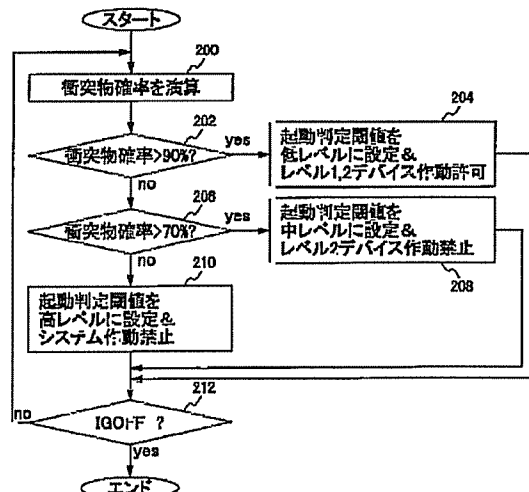 スタート
200
衝突物確率を演算
202
衝突物確率>90%?
yes
no
204
起動判定閾値を
低レベルに設定&
レベル1,2デバイス作動許可
206
衝突物確率>70%?
yes
no
起動判定閾値を
中レベルに設定&
レベル2デバイス作動禁止
208
210
起動判定閾値を
高レベルに設定&
システム作動禁止
212
IGOFF ?
no
yes
エンド